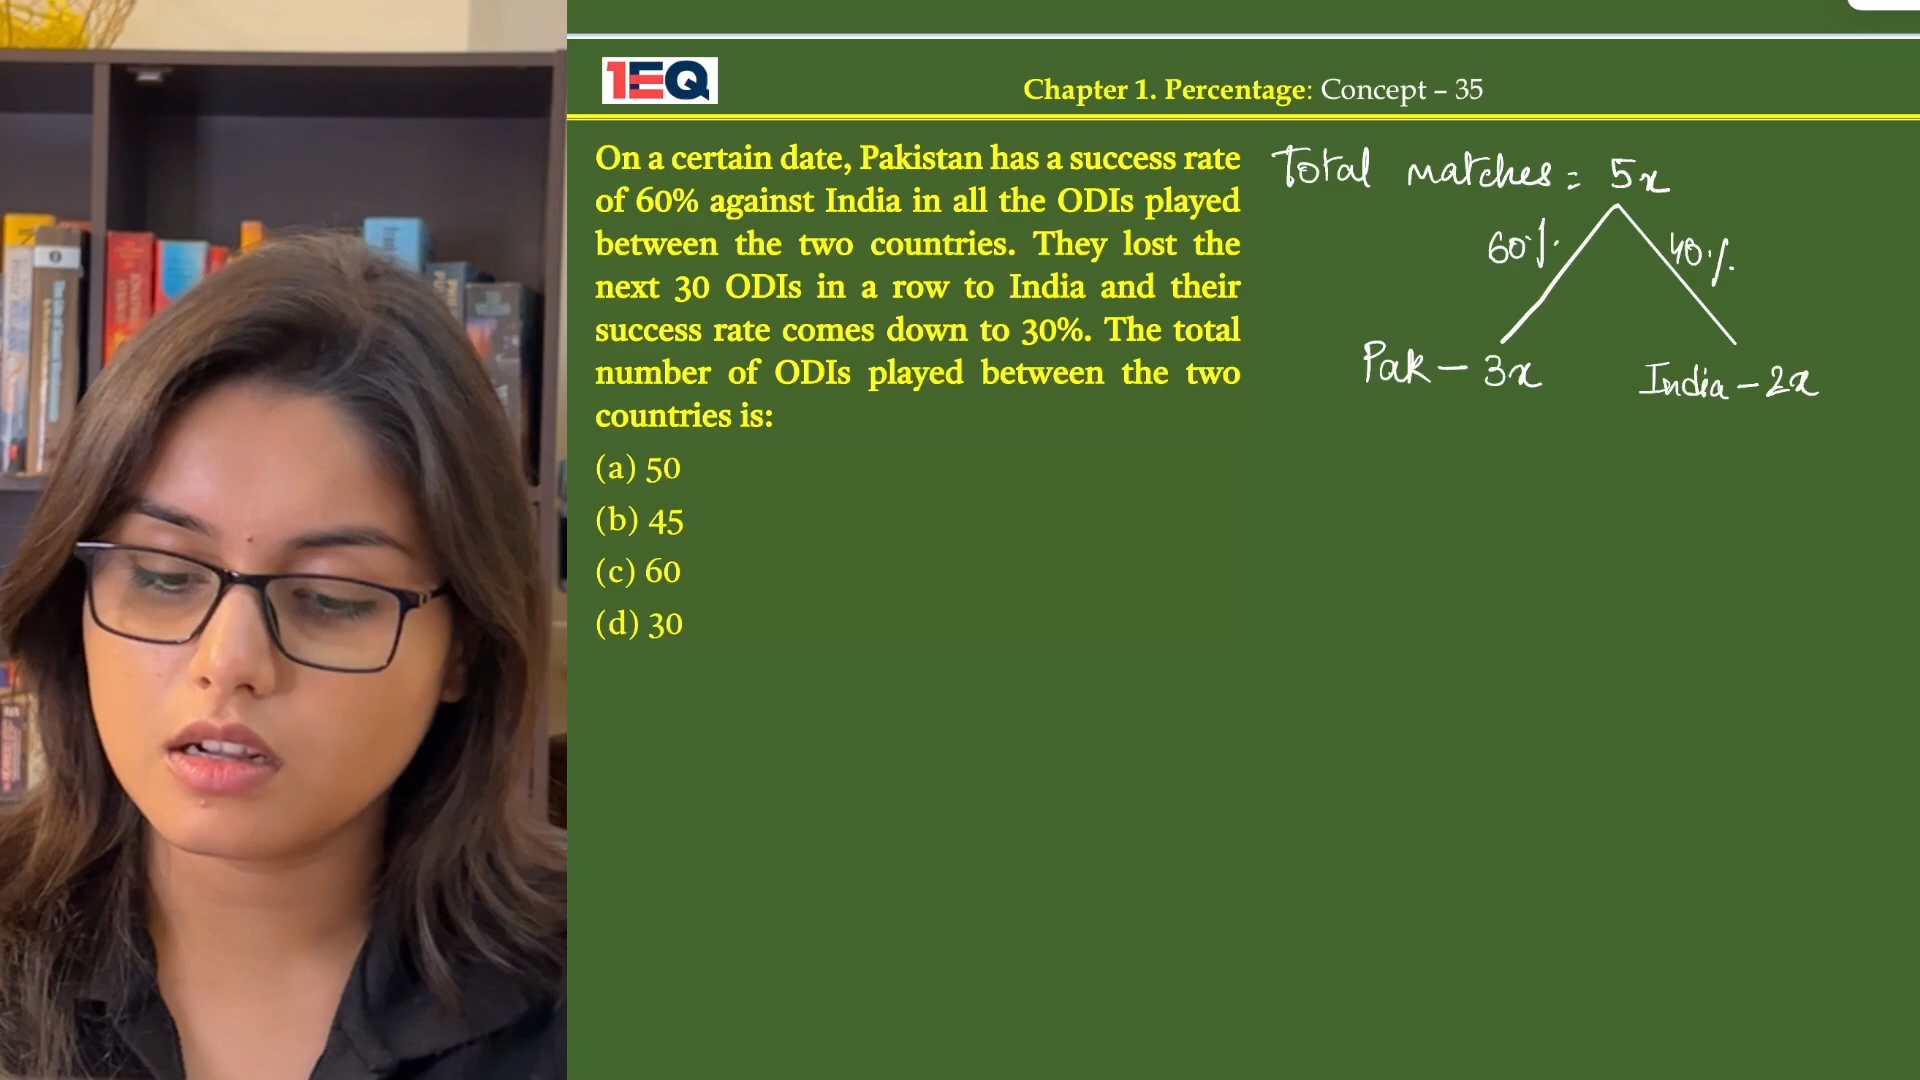 1EQ
Chapter 1. Percentage: Concept – 35
On a certain date, Pakistan has a success rate
of 60% against India in all the ODIs played
between the two countries. They lost the
next 30 ODIs in a row to India and their
success rate comes down to 30%. The total
number of ODIs played between the two
countries is:
(a) 50
(b) 45
(c) 60
(d) 30
Total matches = 5x
60% 40%
Pak – 3x India – 2x